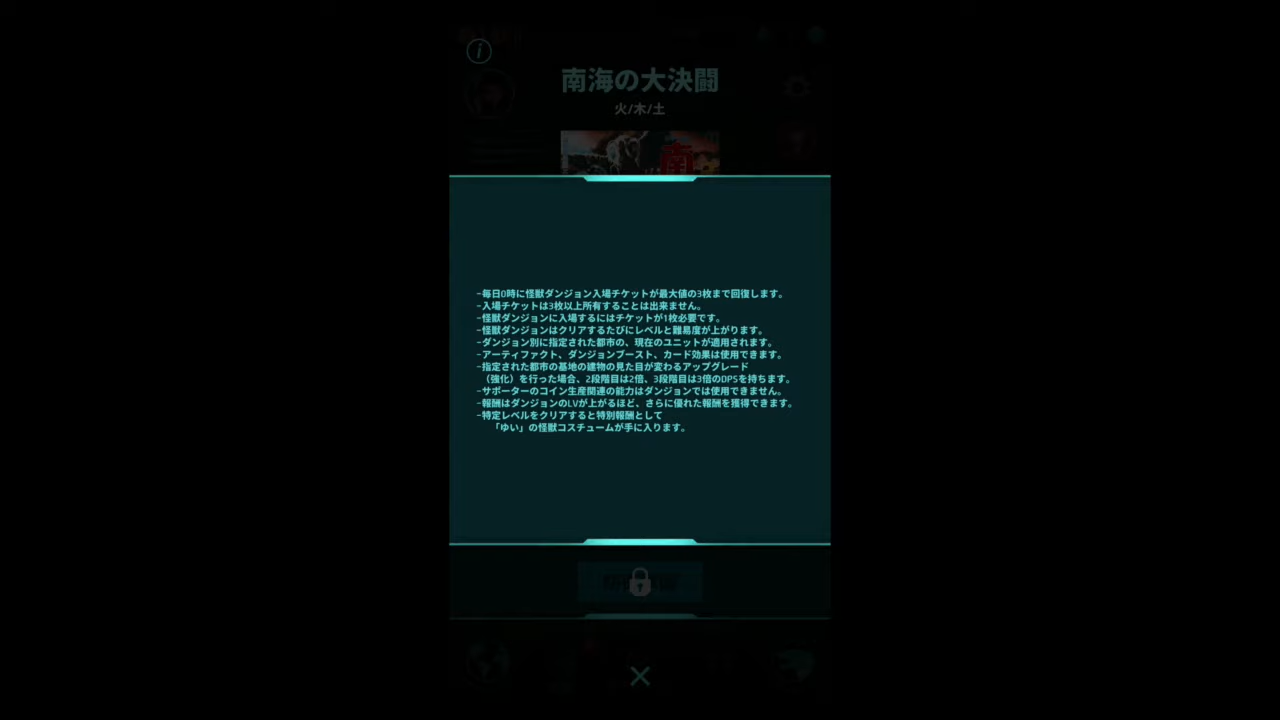 i
南海の大決闘
火/木/土
-毎日0時に怪獣ダンジョン入場チケットが最大値の3枚まで回復します。
-入場チケットは3枚以上所有することは出来ません。
-怪獣ダンジョンに入場するにはチケットが1枚必要です。
-怪獣ダンジョンはクリアするたびにレベルと難易度が上がります。
-ダンジョン別に指定された都市の、現在のユニットが適用されます。
-アーティファクト、ダンジョンブースト、カード効果は使用できます。
-指定された都市の基地の建物の見た目が変わるアップグレード
（強化）を行った場合、2段階目は2倍、3段階目は3倍のDPSを持ちます。
-サポーターのコイン生産関連の能力はダンジョンでは使用できません。
-報酬はダンジョンのLVが上がるほど、さらに優れた報酬を獲得できます。
-特定レベルをクリアすると特別報酬として
「ゆい」の怪獣コスチュームが手に入ります。